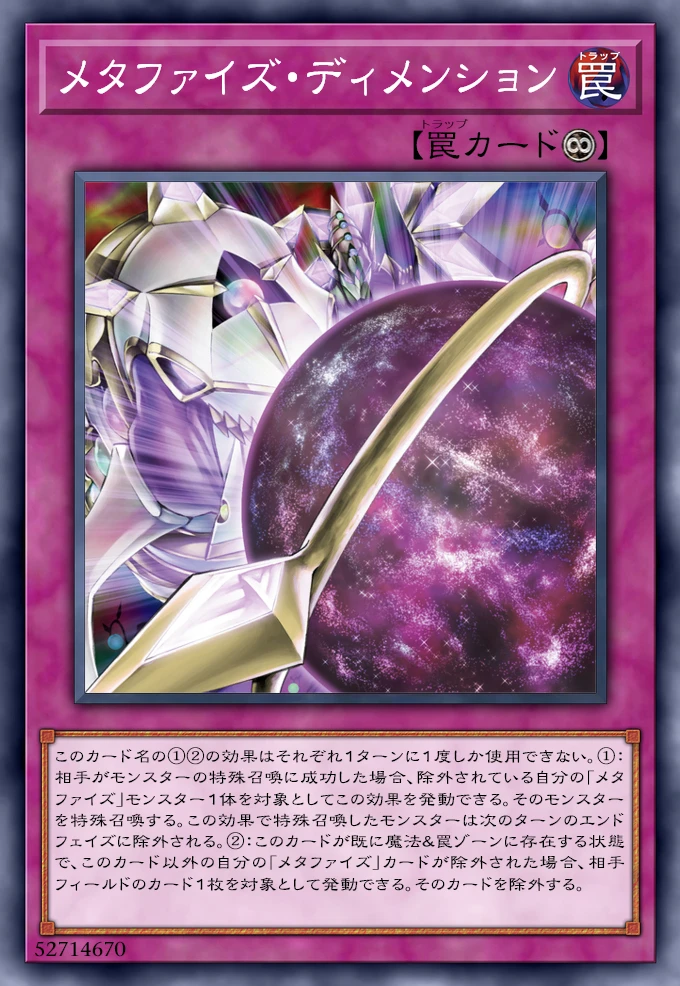 メタファイズ・ディメンション
トラップ
罠
トラップ
【罠カード】
このカード名の①②の効果はそれぞれ１ターンに１度しか使用できない。①：
相手がモンスターの特殊召喚に成功した場合、除外されている自分の「メタ
ファイズ」モンスター１体を対象としてこの効果を発動できる。そのモンスター
を特殊召喚する。この効果で特殊召喚したモンスターは次のターンのエンド
フェイズに除外される。②：このカードが既に魔法&罠ゾーンに存在する状態
で、このカード以外の自分の「メタファイズ」カードが除外された場合、相手
フィールドのカード１枚を対象として発動できる。そのカードを除外する。
52714670